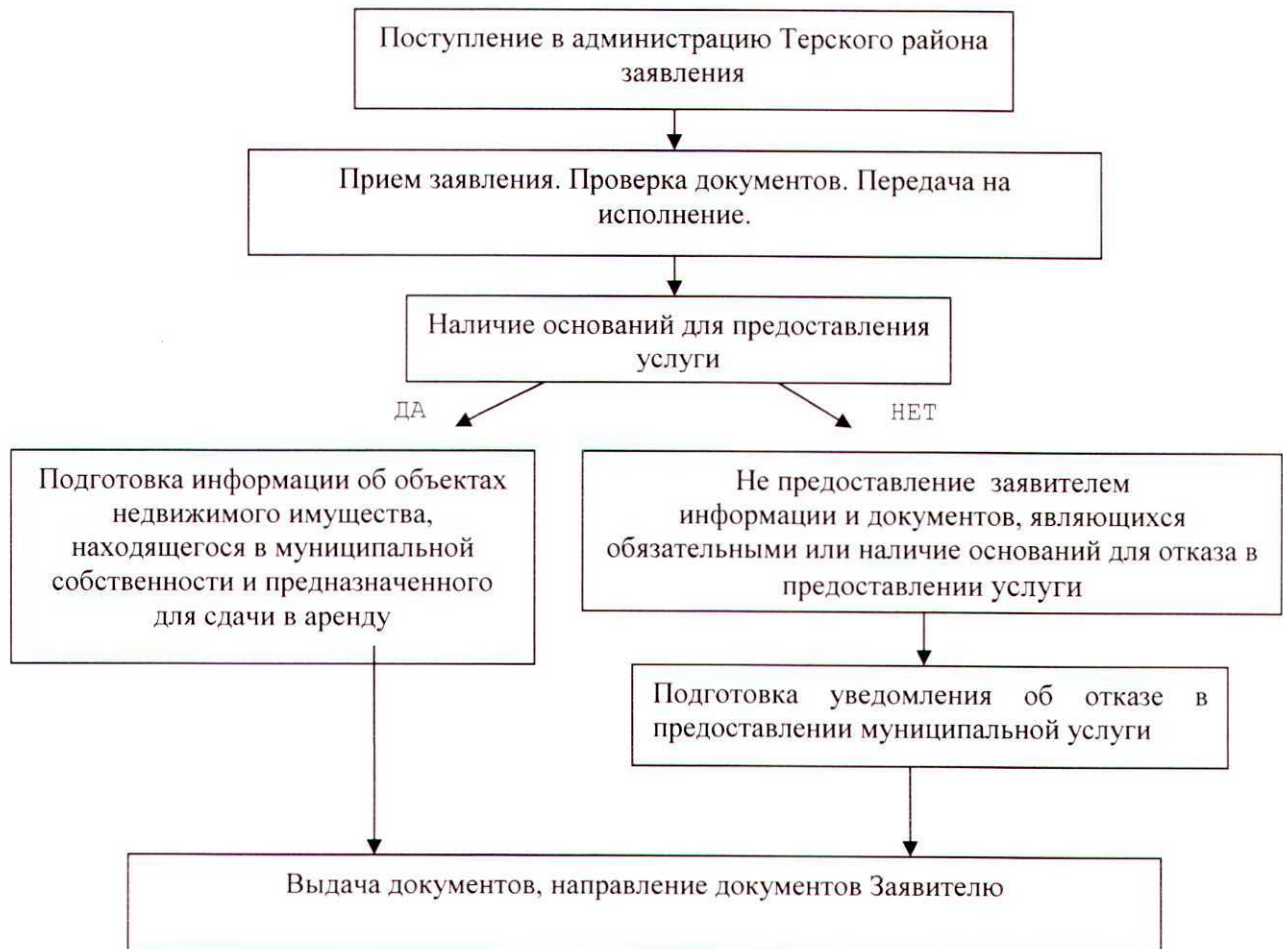 Поступление в администрацию Терского района
заявления
Прием заявления. Проверка документов. Передача на
исполнение.
Наличие оснований для предоставления
услуги
ДА
НЕТ
Подготовка информации об объектах
недвижимого имущества,
находящегося в муниципальной
собственности и предназначенного
для сдачи в аренду
Не предоставление заявителем
информации и документов, являющихся
обязательными или наличие оснований для отказа в
предоставлении услуги
Подготовка уведомления об отказе в
предоставлении муниципальной услуги
Выдача документов, направление документов Заявителю